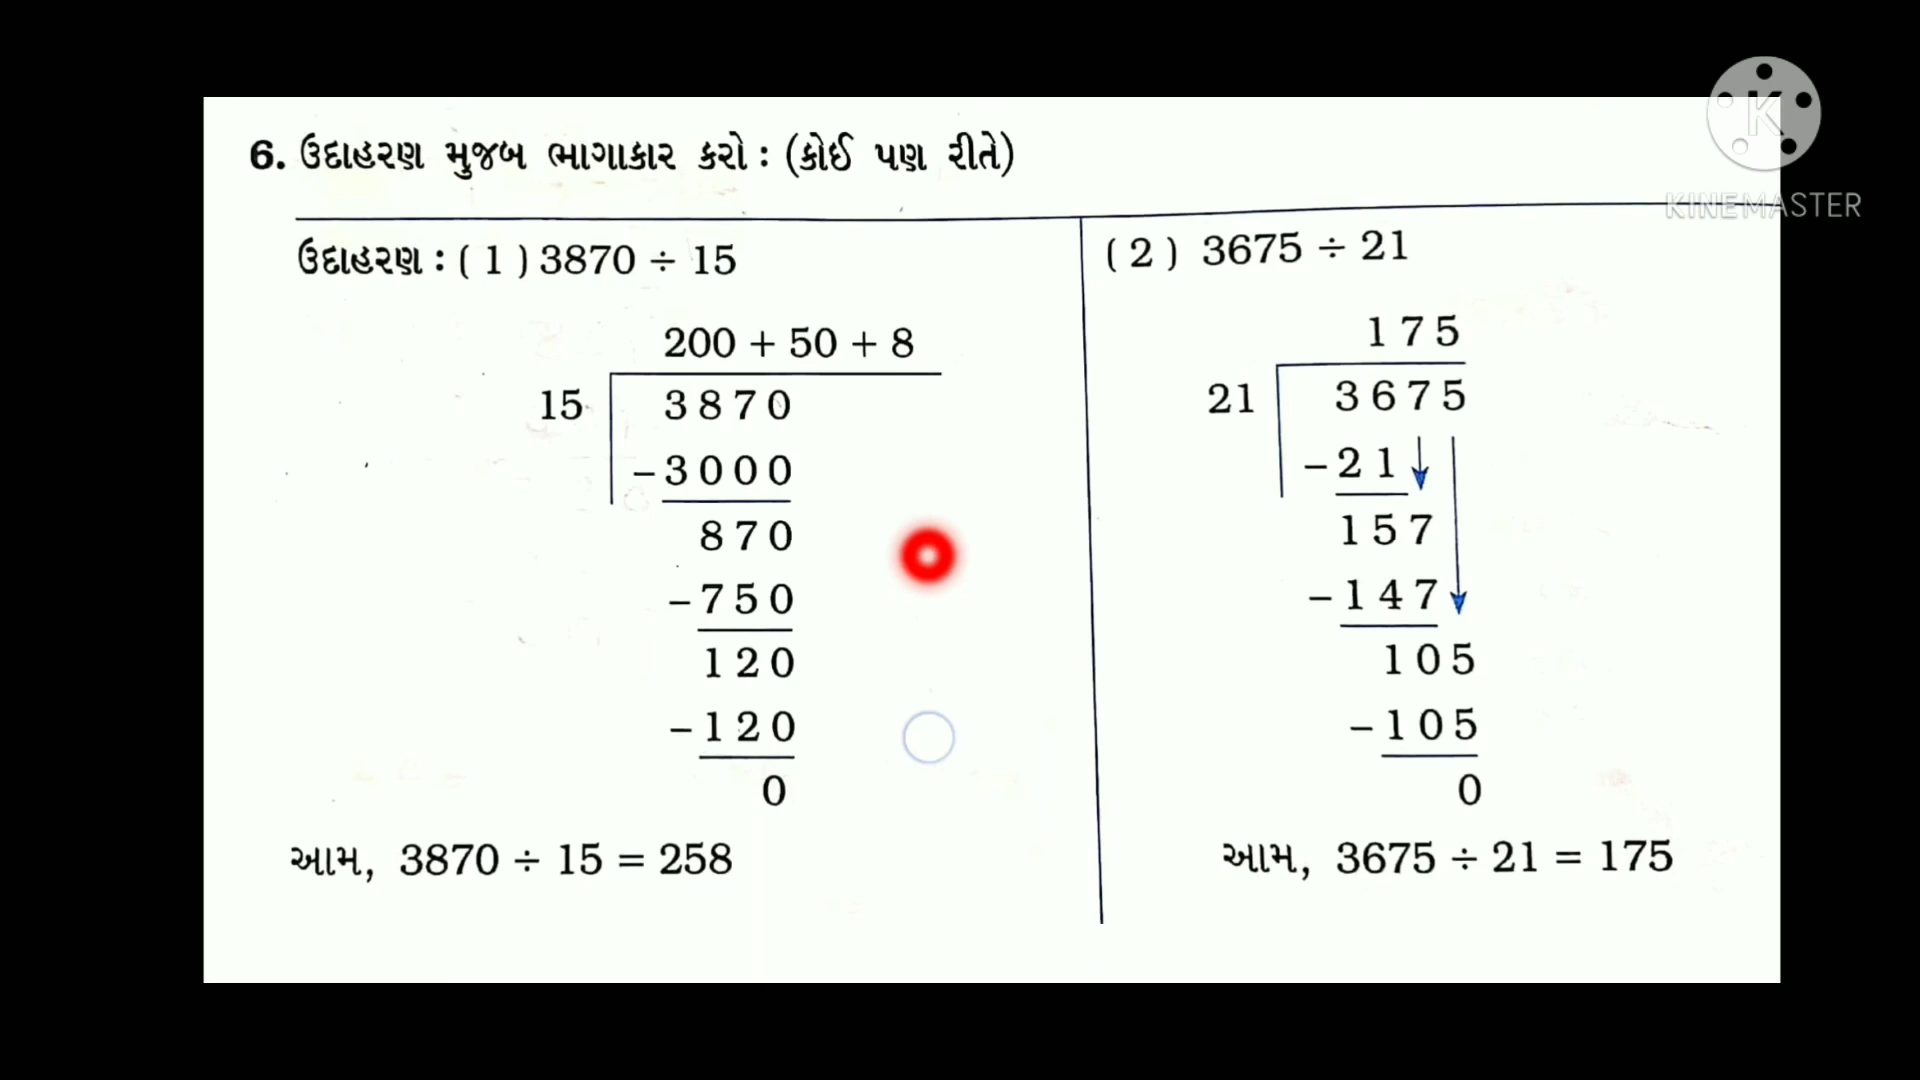 6. ઉદાહરણ મુજબ ભાગાકાર કરો : (કોઈ પણ રીતે)
ઉદાહરણ : ( 1 ) 3870 ÷ 15
200 + 50 + 8
15 3870
– 3000
870
– 750
120
– 120
0
આમ, 3870 ÷ 15 = 258
( 2 ) 3675 ÷ 21
175
21 3675
– 21
157
– 147
105
– 105
0
આમ, 3675 ÷ 21 = 175
K
KINEMASTER